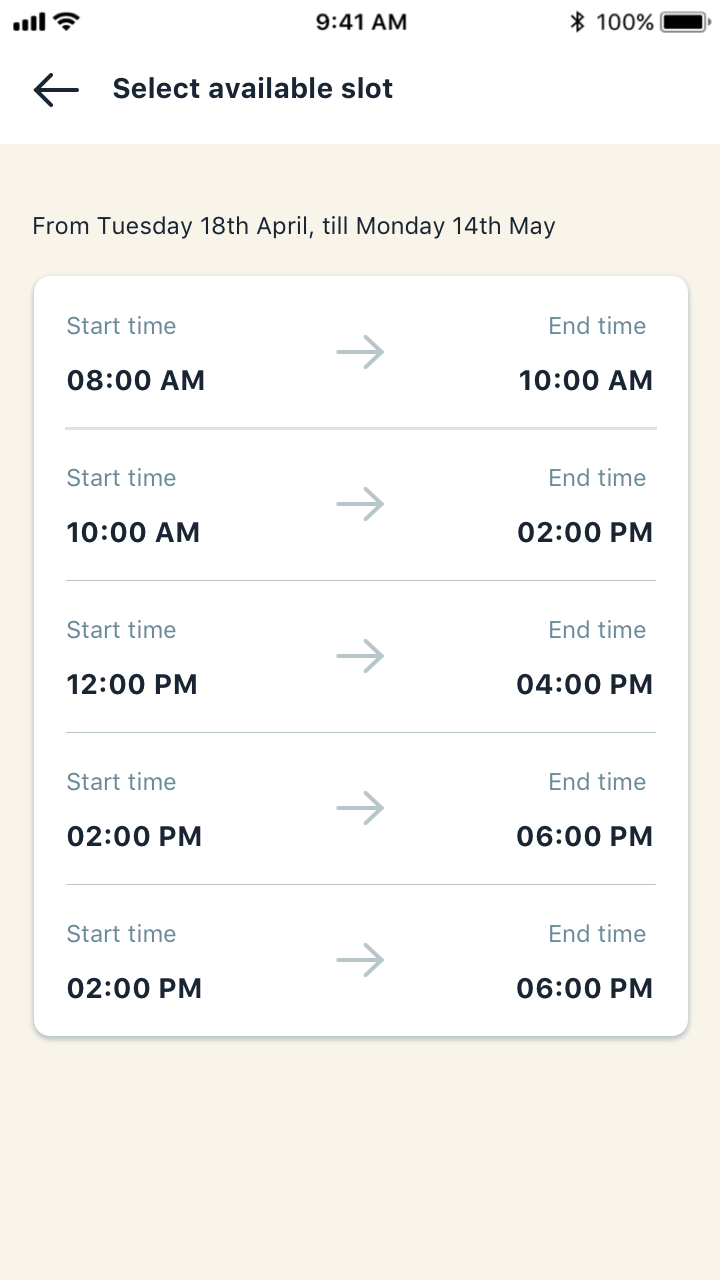 9:41 AM 100%
Select available slot
From Tuesday 18th April, till Monday 14th May
Start time End time
08:00 AM 10:00 AM
Start time End time
10:00 AM 02:00 PM
Start time End time
12:00 PM 04:00 PM
Start time End time
02:00 PM 06:00 PM
Start time End time
02:00 PM 06:00 PM